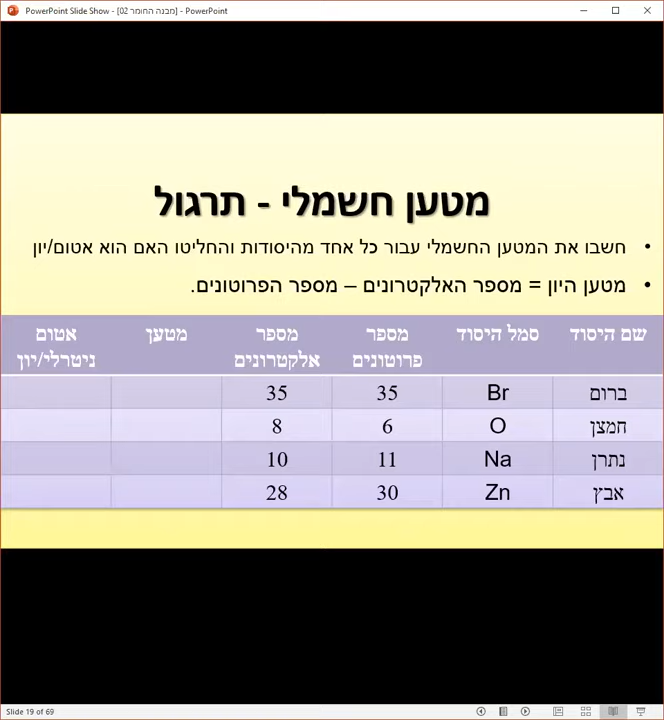 PowerPoint Slide Show - [מבנה החומר 02] - PowerPoint
מטען חשמלי - תרגול
• חשבו את המטען החשמלי עבור כל אחד מהיסודות והחליטו האם הוא אטום/יון
• מטען היון = מספר האלקטרונים – מספר הפרוטונים.
שם היסוד סמל היסוד מספר פרוטונים מספר אלקטרונים מטען אטום ניטרלי/יון
ברום Br 35 35
חמצן O 6 8
נתרן Na 11 10
אבץ Zn 30 28
Slide 19 of 69